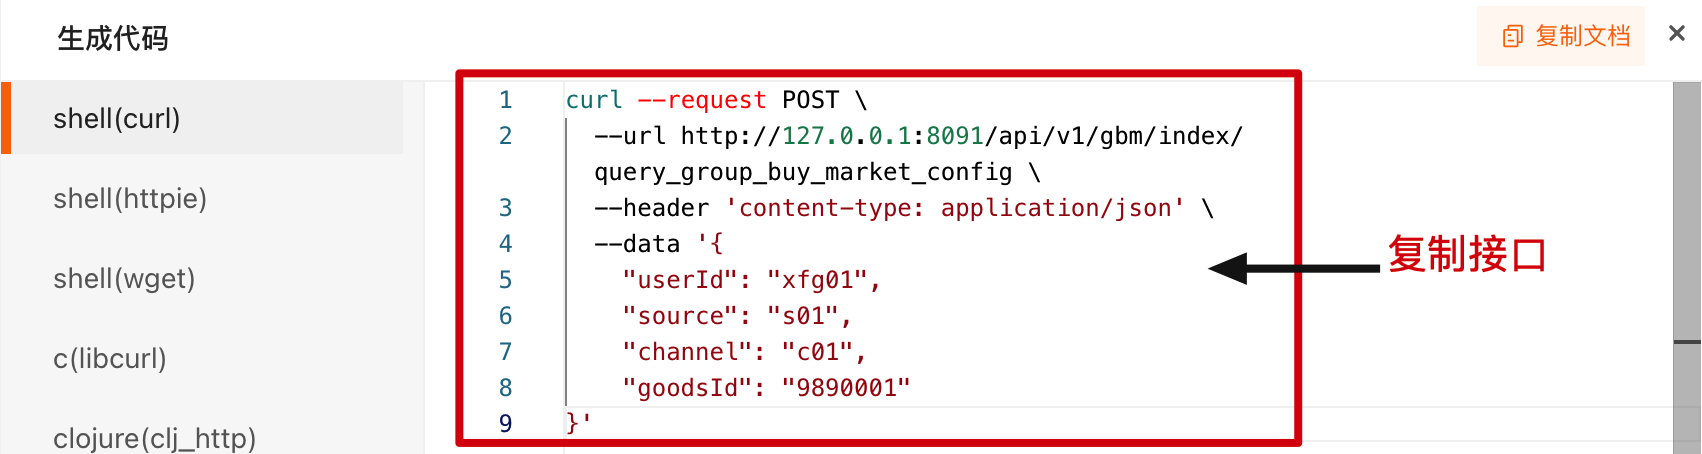 生成代码
复制文档
shell(curl)
shell(httpie)
shell(wget)
c(libcurl)
clojure(clj_http)
1 curl --request POST \
2 --url http://127.0.0.1:8091/api/v1/gbm/index/
query_group_buy_market_config \
3 --header 'content-type: application/json' \
4 --data '{
5 "userId": "xfg01",
6 "source": "s01",
7 "channel": "c01",
8 "goodsId": "9890001"
9 }'
复制接口